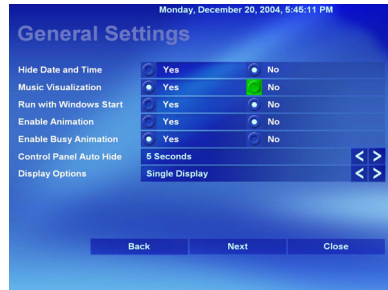 Monday, December 20, 2004, 5:45:11 PM
General Settings
Hide Date and Time Yes No
Music Visualization Yes No
Run with Windows Start Yes No
Enable Animation Yes No
Enable Busy Animation Yes No
Control Panel Auto Hide 5 Seconds < >
Display Options Single Display < >
Back Next Close